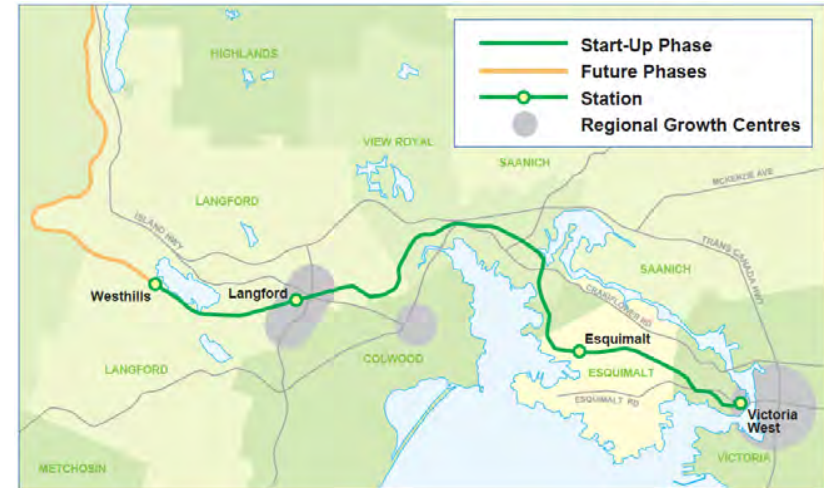 Start-Up Phase
Future Phases
Station
Regional Growth Centres
HIGHLANDS
VIEW ROYAL
SAANICH
MCKENZIE AVE
LANGFORD
ISLAND HWY
TRANS CANADA HWY
SAANICH
Westhills
Langford
CRAIGFLOWER RD
Esquimalt
COLWOOD
LANGFORD
ESQUIMALT
ESQUIMALT RD
Victoria
West
METCHOSIN
VICTORIA